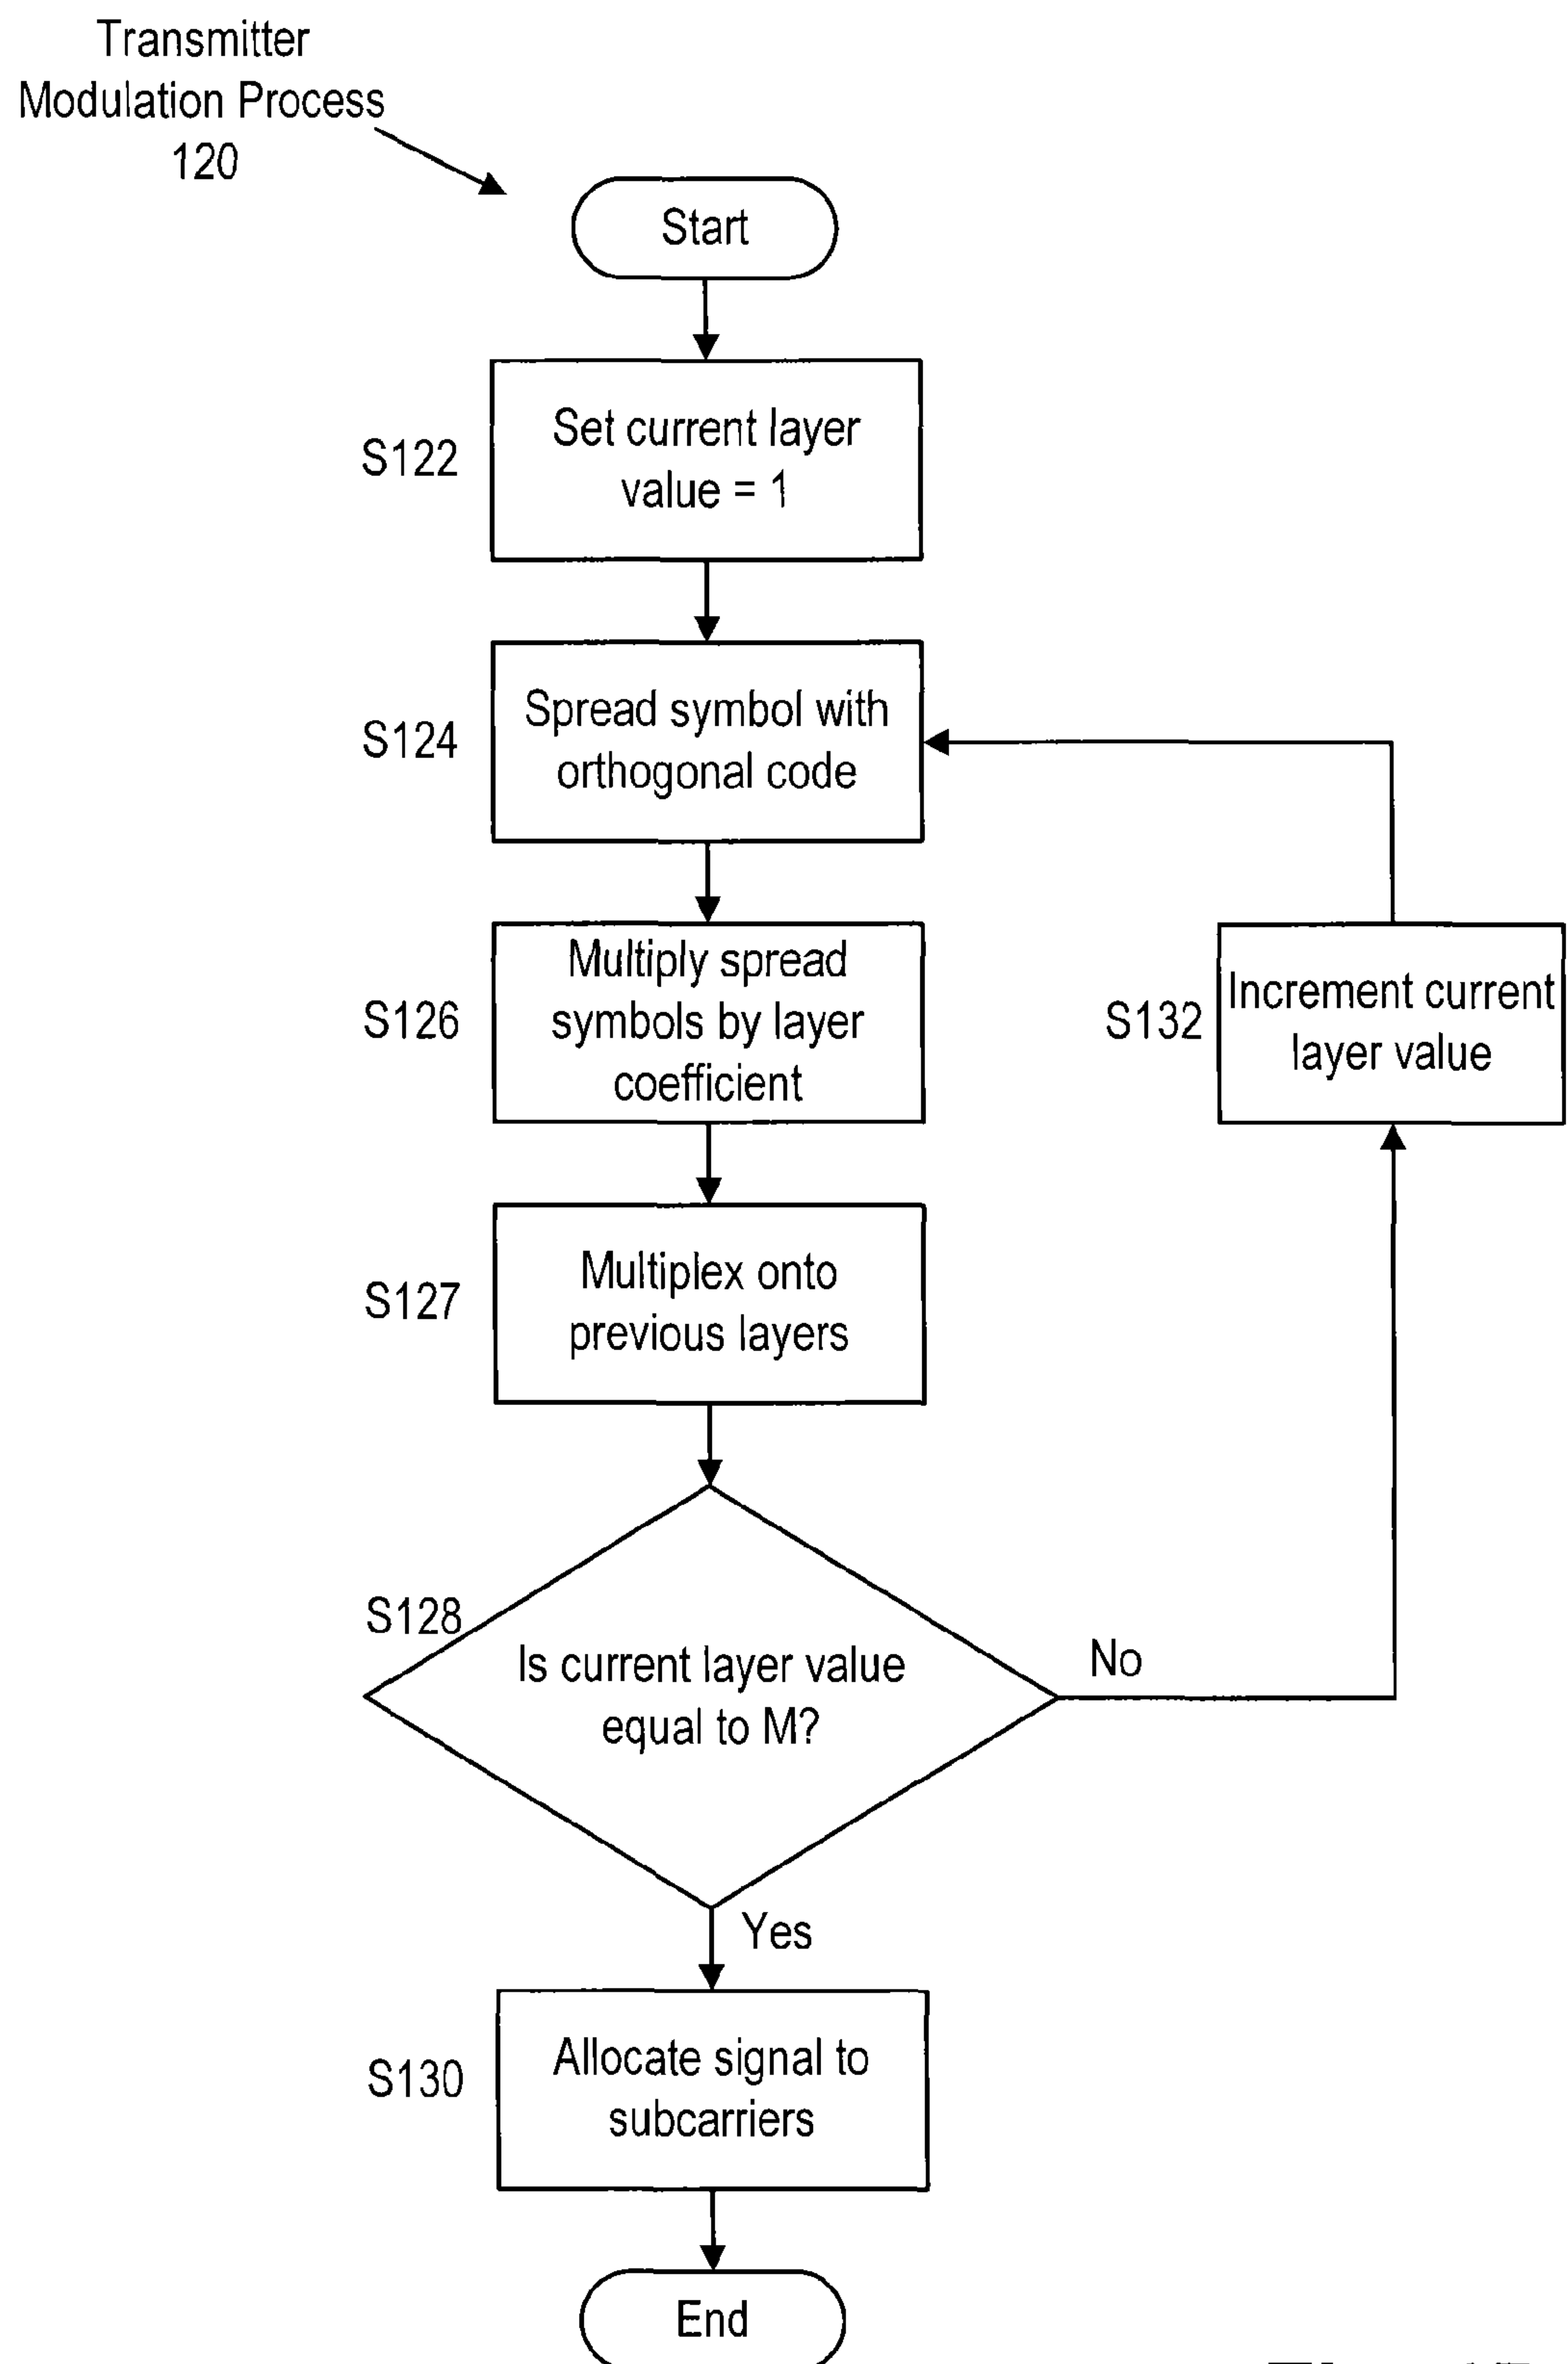 Transmitter
Modulation Process
120
Start
S122
Set current layer
value = 1
S124
Spread symbol with
orthogonal code
S126
Multiply spread
symbols by layer
coefficient
S132
Increment current
layer value
S127
Multiplex onto
previous layers
S128
Is current layer value
equal to M?
No
Yes
S130
Allocate signal to
subcarriers
End